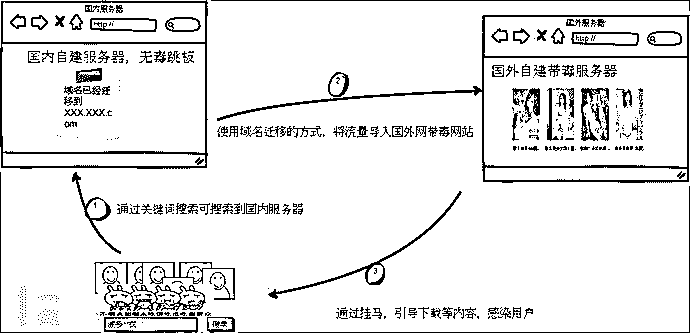 国内服务器
http://
国内自建服务器，无毒跳板
域名已经迁
移到
XXX.XXX.c
om
国外服务器
http://
国外自建带毒服务器
2
使用域名迁移的方式，将流量导入国外网带毒网站
1
通过关键词搜索可搜索到国内服务器
3
通过挂马，引导下载等内容，感染用户
搜索